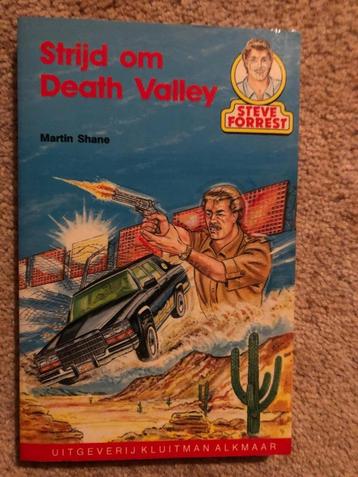 Strijd om
Death Valley
STEVE
FORREST
Martin Shane
UITGEVERIJ KLUITMAN ALKMAAR